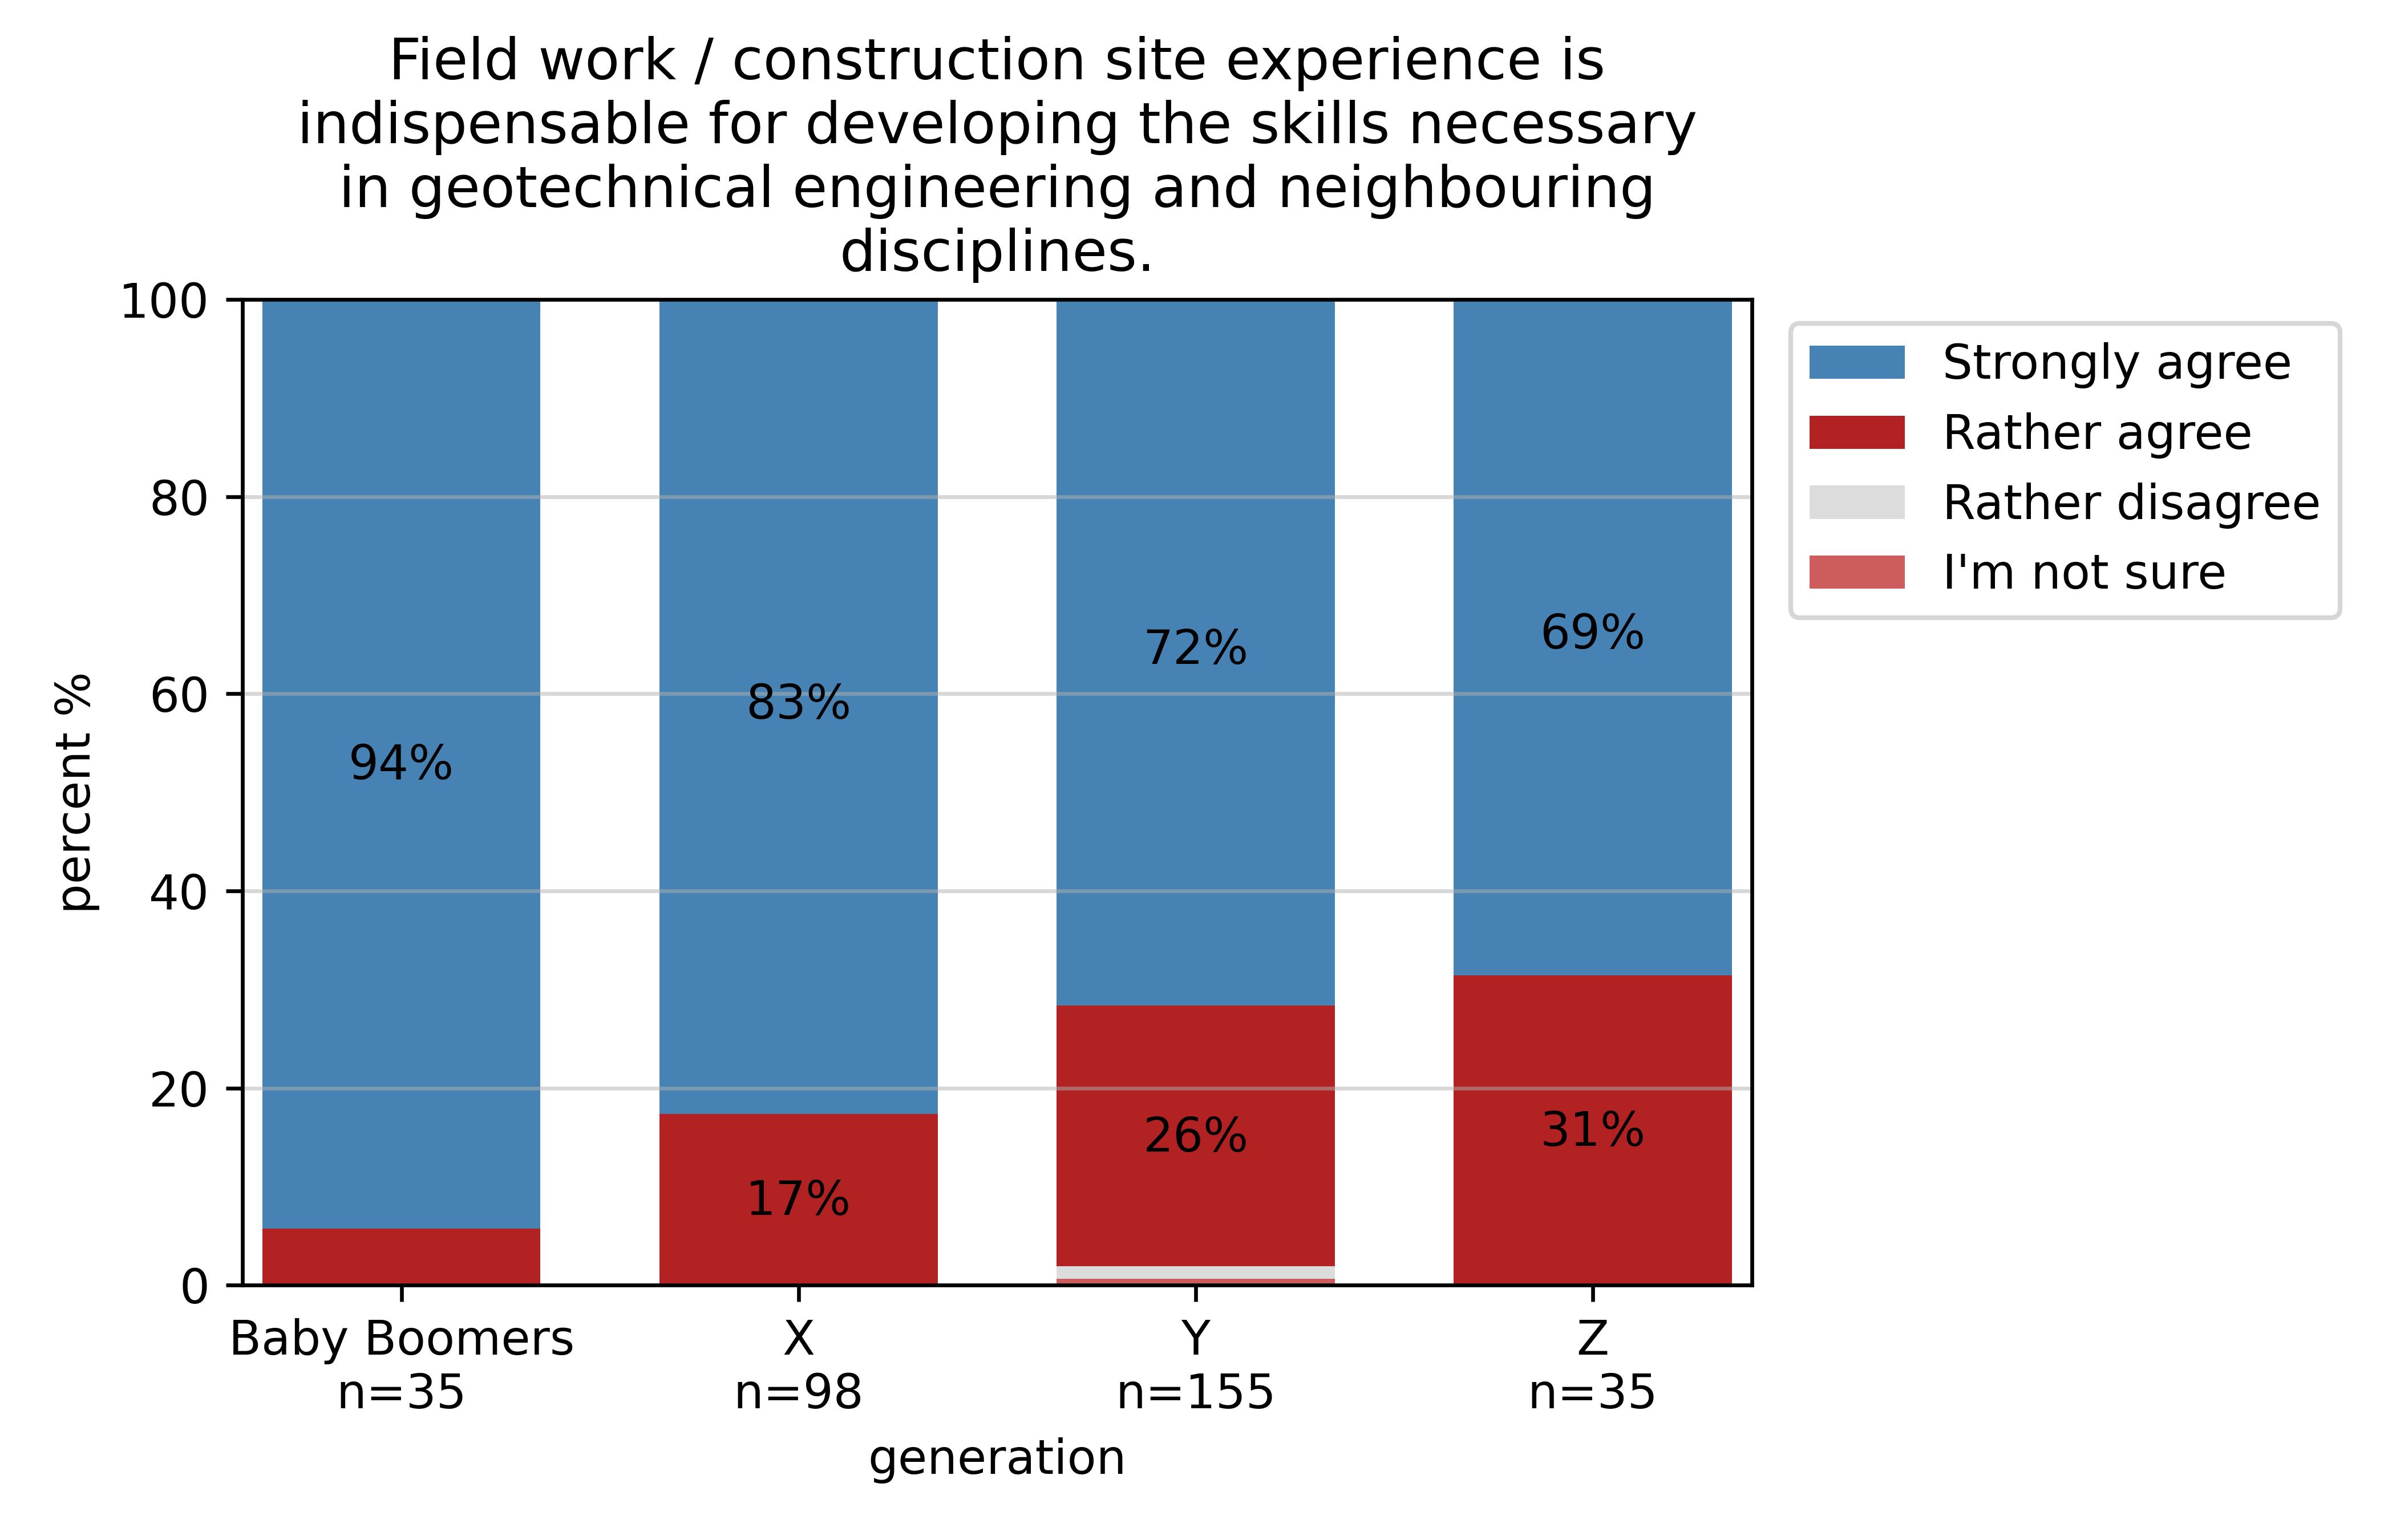 Field work / construction site experience is
indispensable for developing the skills necessary
in geotechnical engineering and neighbouring
disciplines.
100
80
60
40
20
0
percent %
94%
83%
17%
72%
26%
69%
31%
Baby Boomers
n=35
X
n=98
Y
n=155
Z
n=35
generation
Strongly agree
Rather agree
Rather disagree
I'm not sure